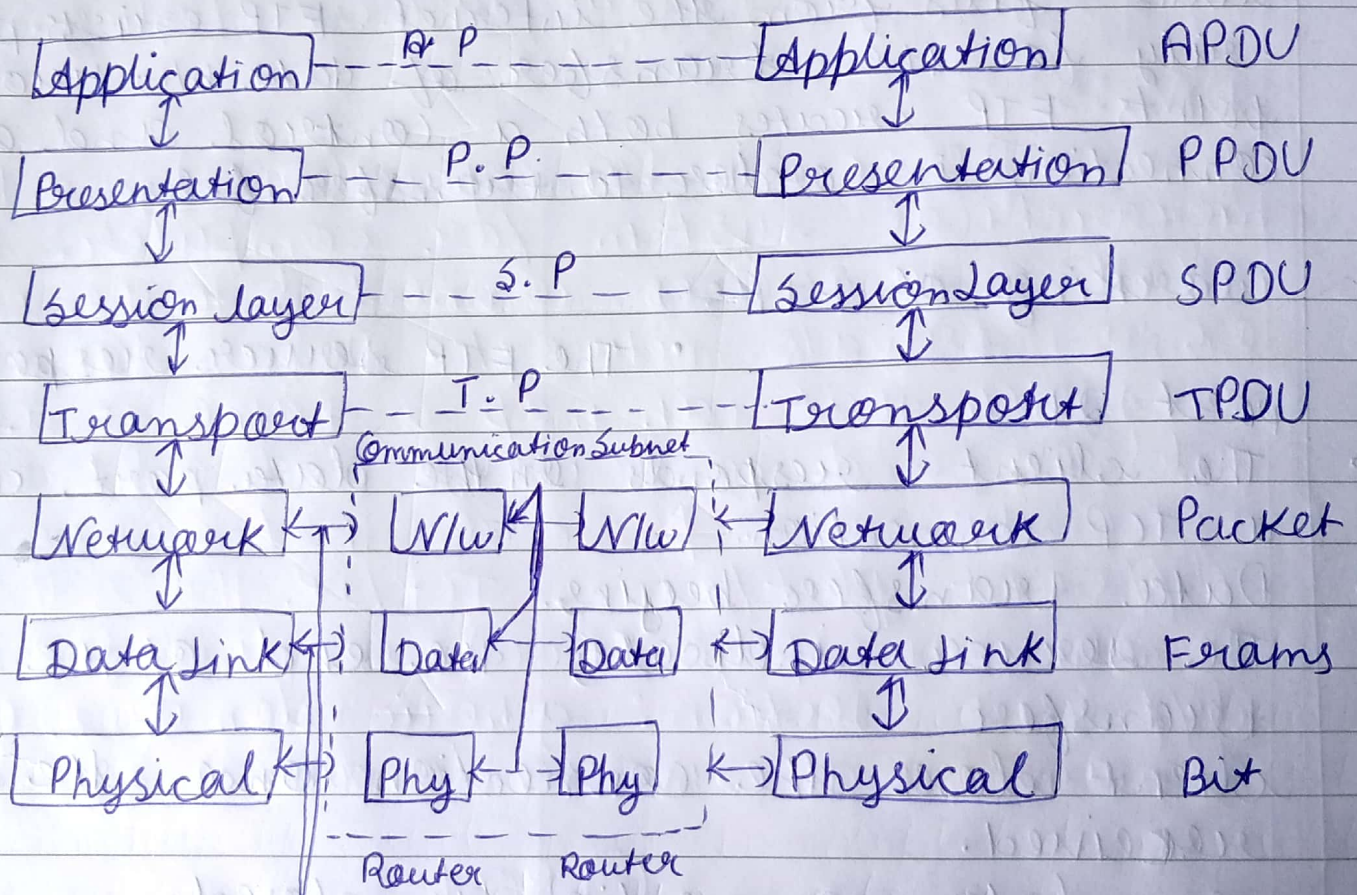 Application A. P Application APDU
Presentation P. P. Presentation PPDU
Session layer S. P Session Layer SPDU
Transport T. P Transport TPDU
Communication Subnet
Network N/w N/w Network Packet
Data Link Data Data Data Link Frams
Physical Phy Phy Physical Bit
Router Router